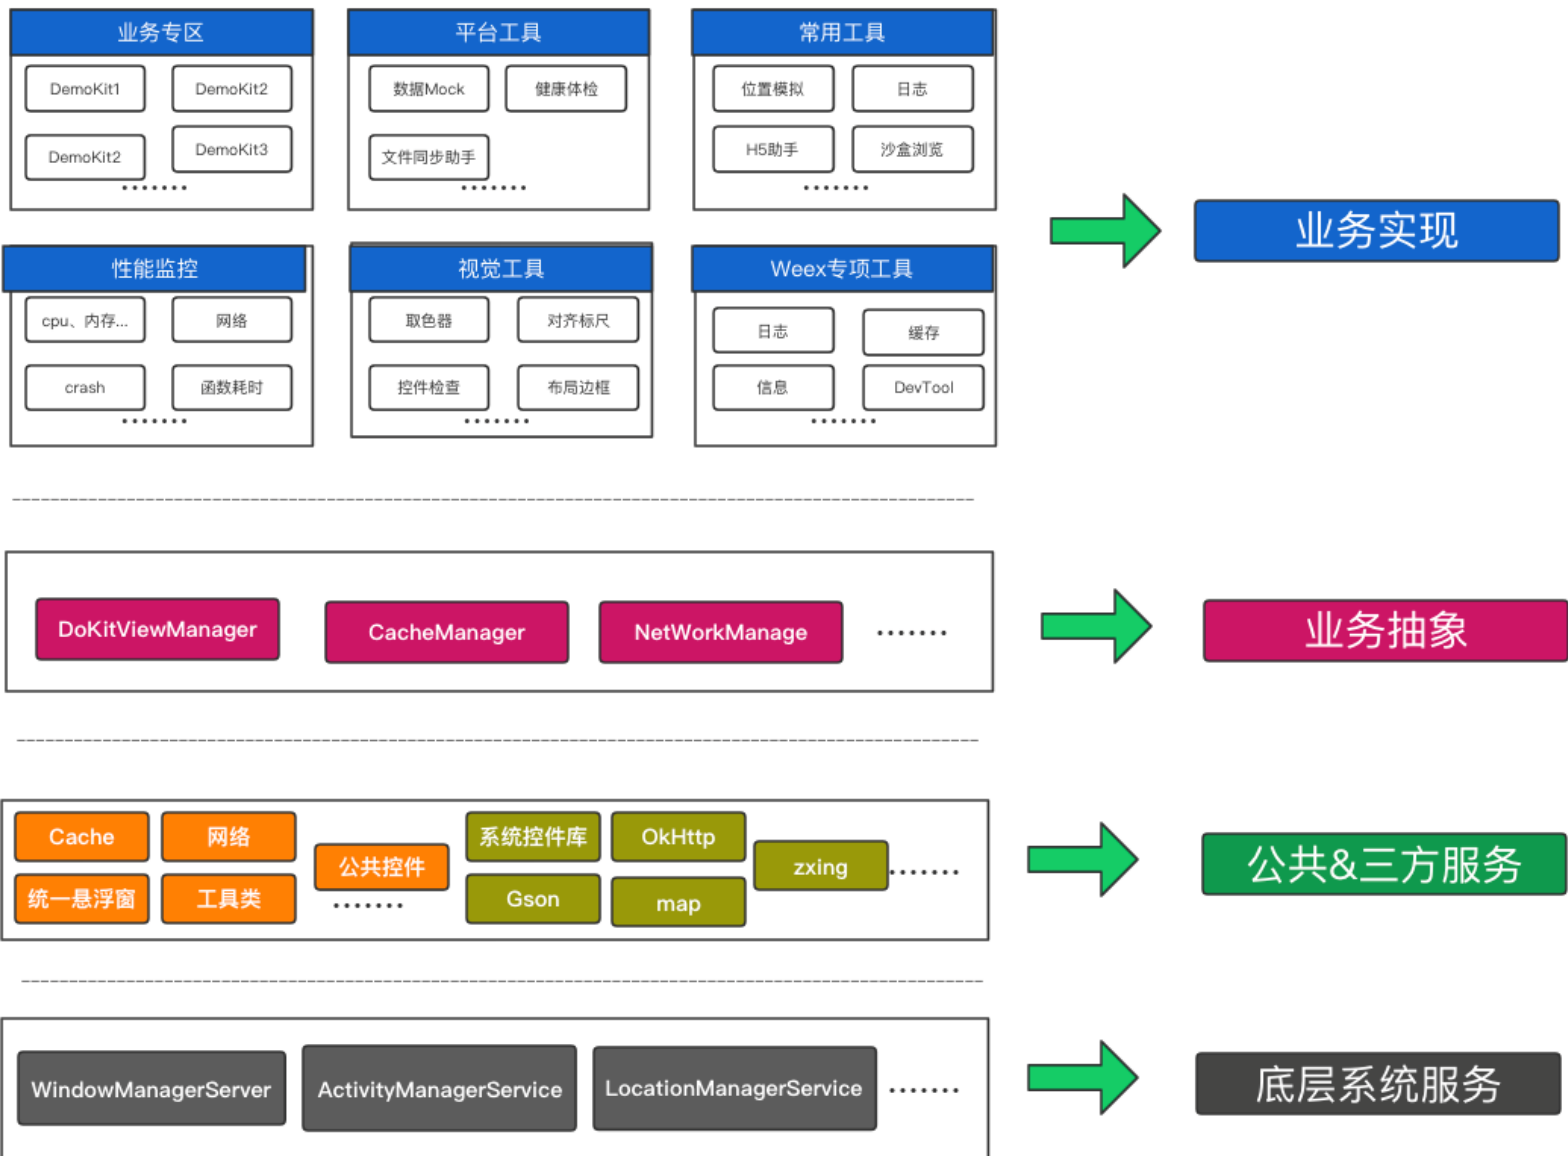 业务专区
DemoKit1
DemoKit2
DemoKit2
DemoKit3
.......
平台工具
数据Mock
健康体检
文件同步助手
.......
常用工具
位置模拟
日志
H5助手
沙盒浏览
.......
性能监控
cpu、内存...
网络
crash
函数耗时
.......
视觉工具
取色器
对齐标尺
控件检查
布局边框
.......
Weex专项工具
日志
缓存
信息
DevTool
.......
业务实现
DoKitViewManager
CacheManager
NetWorkManage
.......
业务抽象
Cache
网络
统一悬浮窗
工具类
公共控件
.......
系统控件库
OkHttp
Gson
map
zxing
.......
公共&三方服务
WindowManagerServer
ActivityManagerService
LocationManagerService
.......
底层系统服务